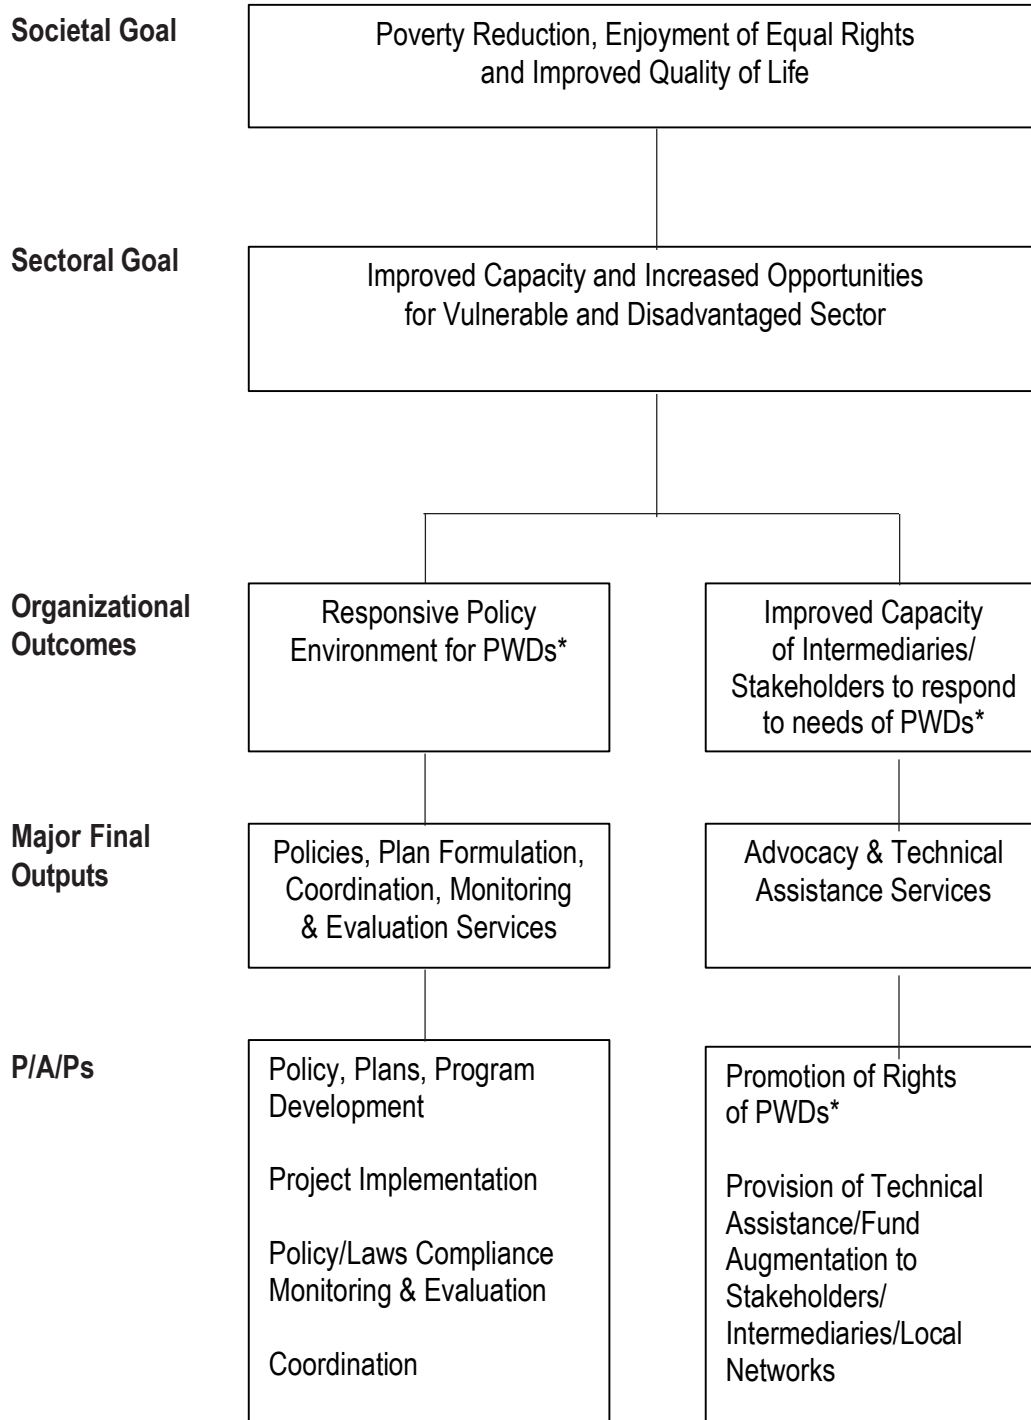 Societal Goal
Poverty Reduction, Enjoyment of Equal Rights
and Improved Quality of Life
Sectoral Goal
Improved Capacity and Increased Opportunities
for Vulnerable and Disadvantaged Sector
Organizational
Outcomes
Responsive Policy
Environment for PWDs*
Improved Capacity
of Intermediaries/
Stakeholders to respond
to needs of PWDs*
Major Final
Outputs
Policies, Plan Formulation,
Coordination, Monitoring
& Evaluation Services
Advocacy & Technical
Assistance Services
P/A/Ps
Policy, Plans, Program
Development
Project Implementation
Policy/Laws Compliance
Monitoring & Evaluation
Coordination
Promotion of Rights
of PWDs*
Provision of Technical
Assistance/Fund
Augmentation to
Stakeholders/
Intermediaries/Local
Networks